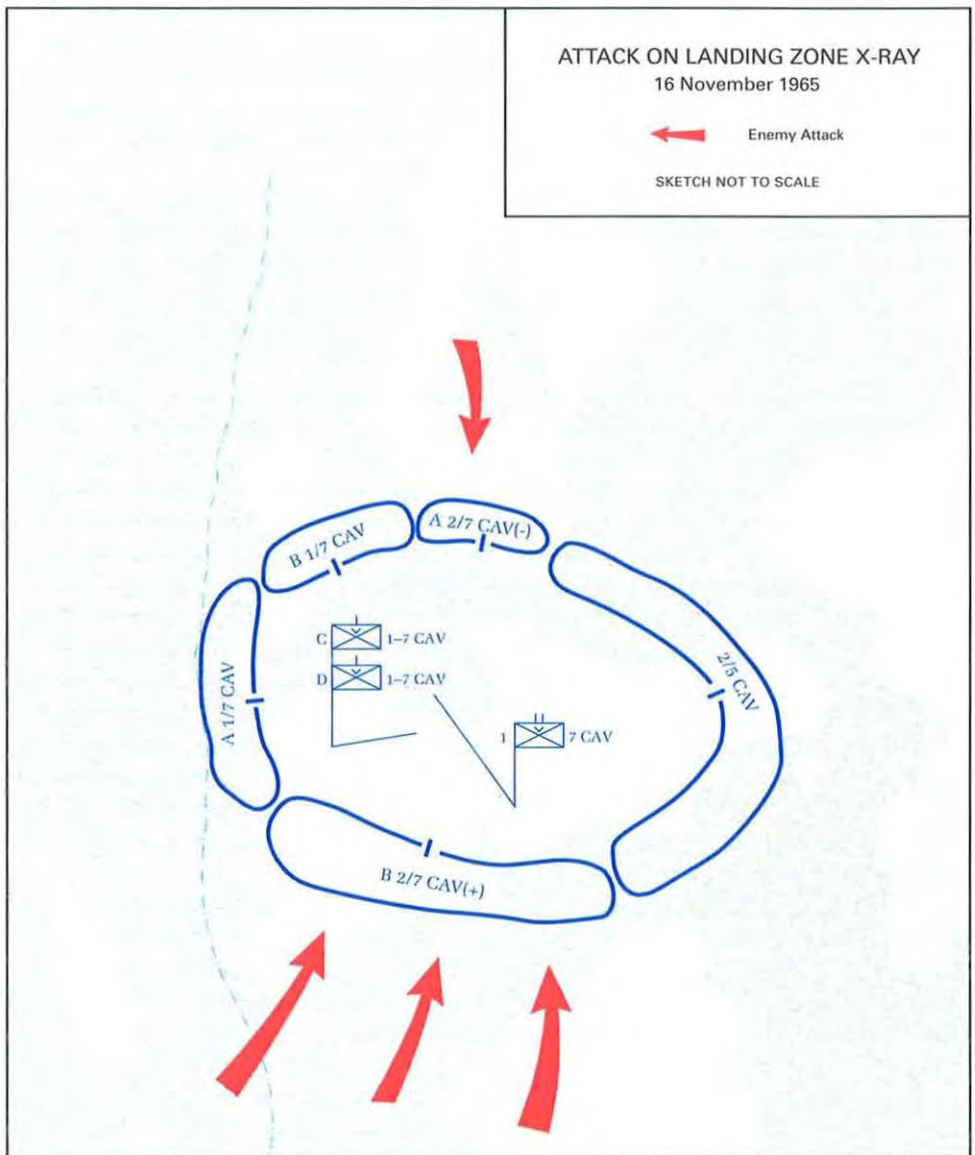 ATTACK ON LANDING ZONE X-RAY
16 November 1965
Enemy Attack
SKETCH NOT TO SCALE
A 2/7 CAV(-)
B 1/7 CAV
C 1–7 CAV
D 1–7 CAV
2/5 CAV
A 1/7 CAV
1 7 CAV
B 2/7 CAV(+)